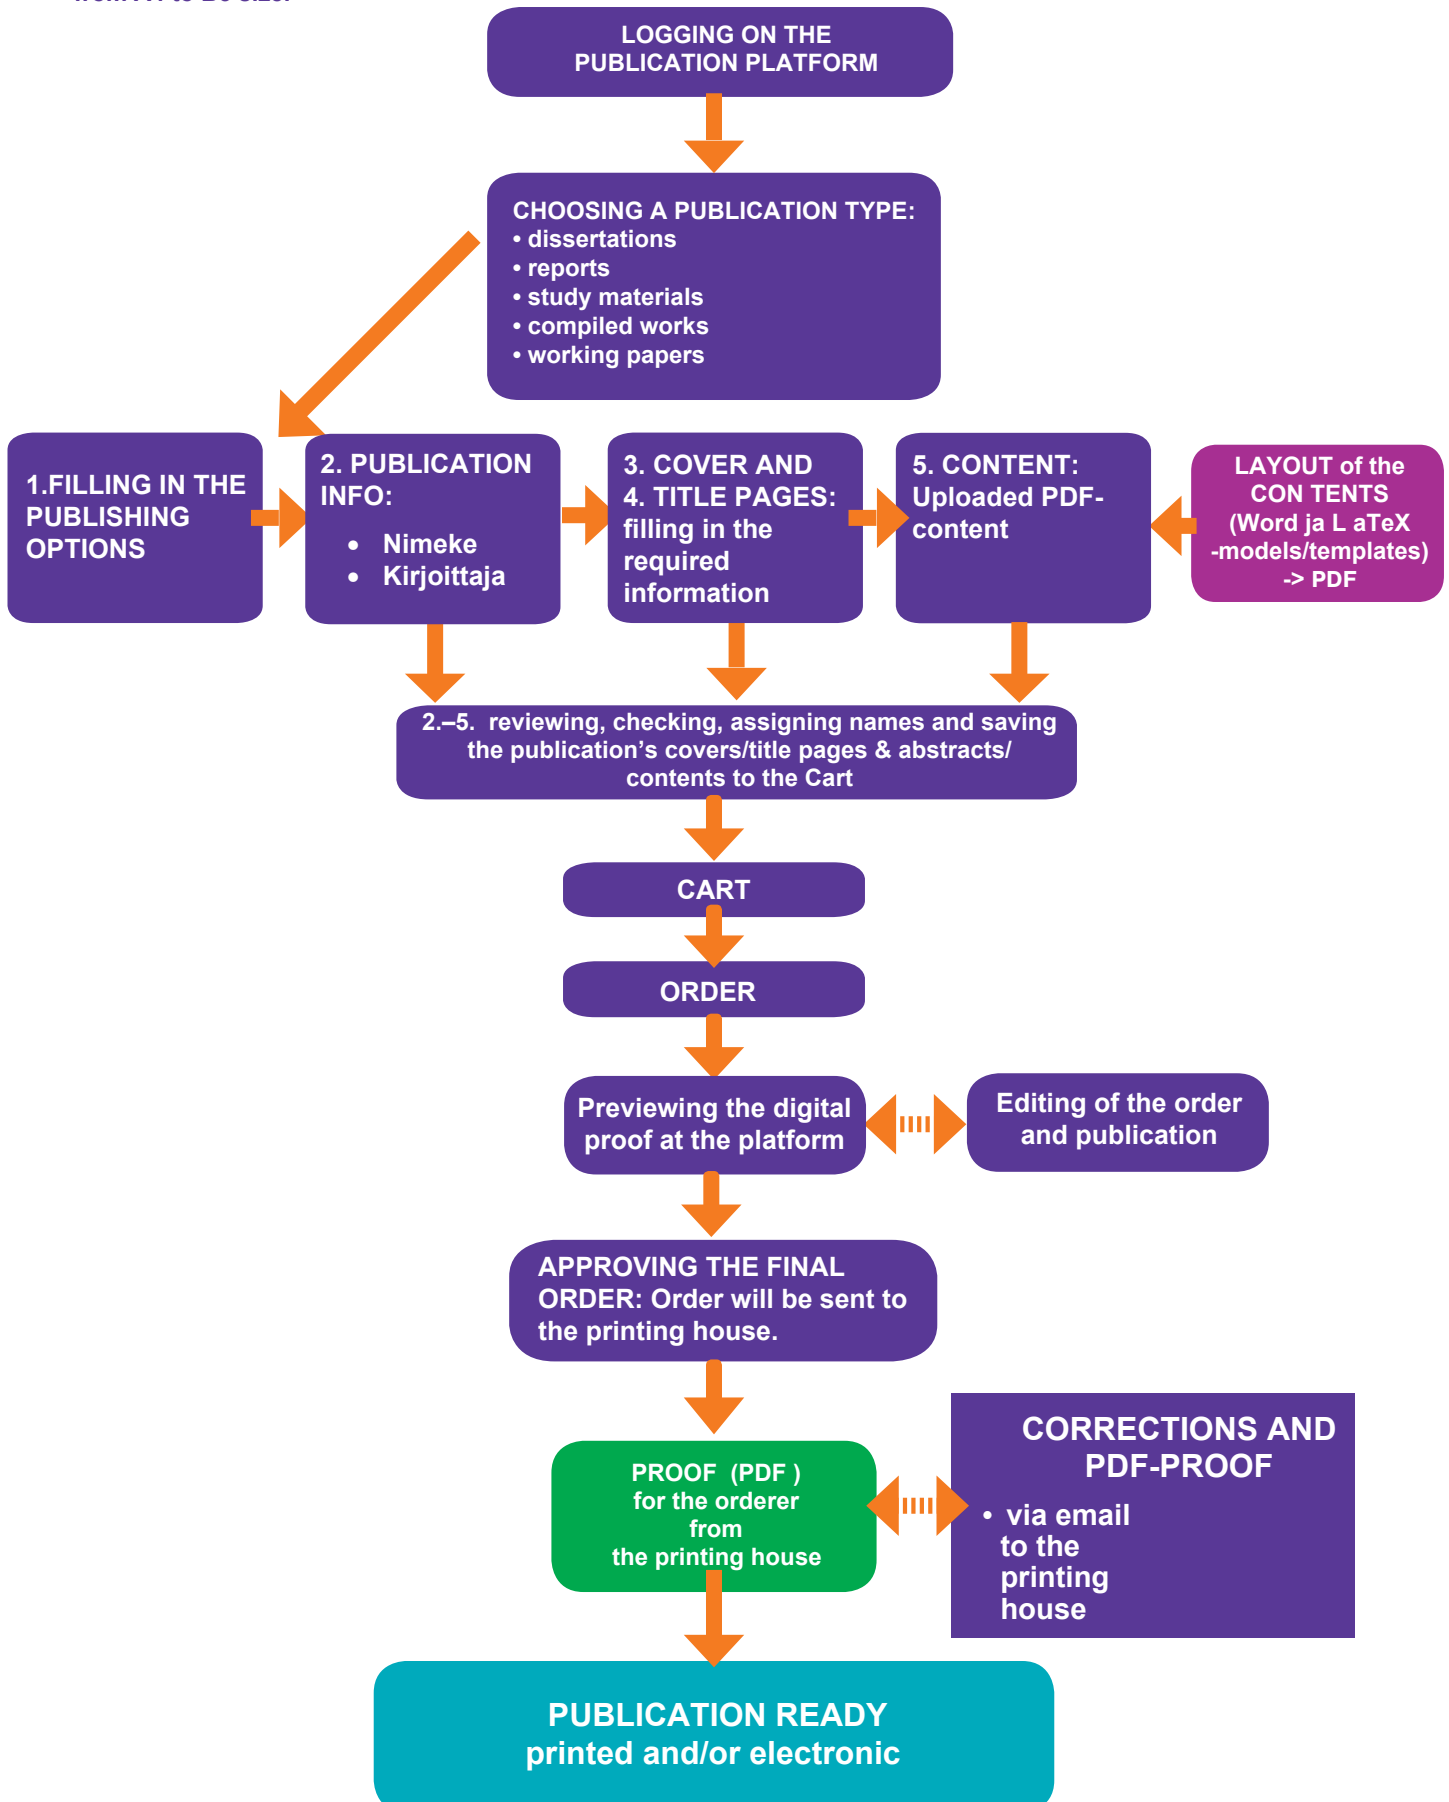 LOGGING ON THE
PUBLICATION PLATFORM
CHOOSING A PUBLICATION TYPE:
• dissertations
• reports
• study materials
• compiled works
• working papers
1.FILLING IN THE
PUBLISHING
OPTIONS
2. PUBLICATION
INFO:
• Nimeke
• Kirjoittaja
3. COVER AND
4. TITLE PAGES:
filling in the
required
information
5. CONTENT:
Uploaded PDF-
content
LAYOUT of the
CON TENTS
(Word ja L aTeX
-models/templates)
-> PDF
2.–5. reviewing, checking, assigning names and saving
the publication’s covers/title pages & abstracts/
contents to the Cart
CART
ORDER
Previewing the digital
proof at the platform
Editing of the order
and publication
APPROVING THE FINAL
ORDER: Order will be sent to
the printing house.
PROOF (PDF )
for the orderer
from
the printing house
CORRECTIONS AND
PDF-PROOF
• via email
to the
printing
house
PUBLICATION READY
printed and/or electronic